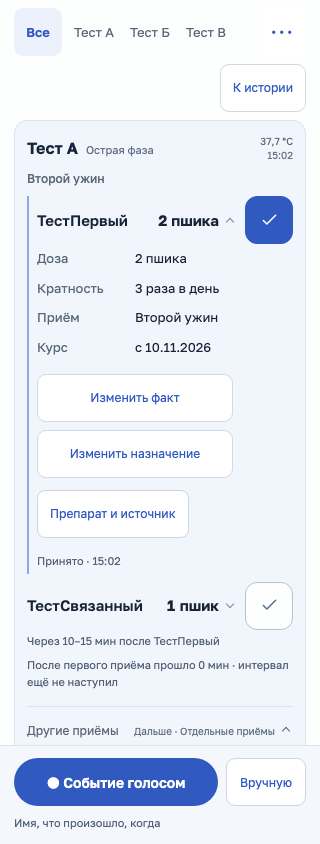 Все Тест А Тест Б Тест В ...
К истории
Тест А Острая фаза 37,7 °C
15:02
Второй ужин
ТестПервый 2 пшика
Доза 2 пшика
Кратность 3 раза в день
Приём Второй ужин
Курс с 10.11.2026
Изменить факт
Изменить назначение
Препарат и источник
Принято · 15:02
ТестСвязанный 1 пшик
Через 10–15 мин после ТестПервый
После первого приёма прошло 0 мин · интервал
ещё не наступил
Другие приёмы Дальше · Отдельные приёмы
Событие голосом Вручную
Имя, что произошло, когда